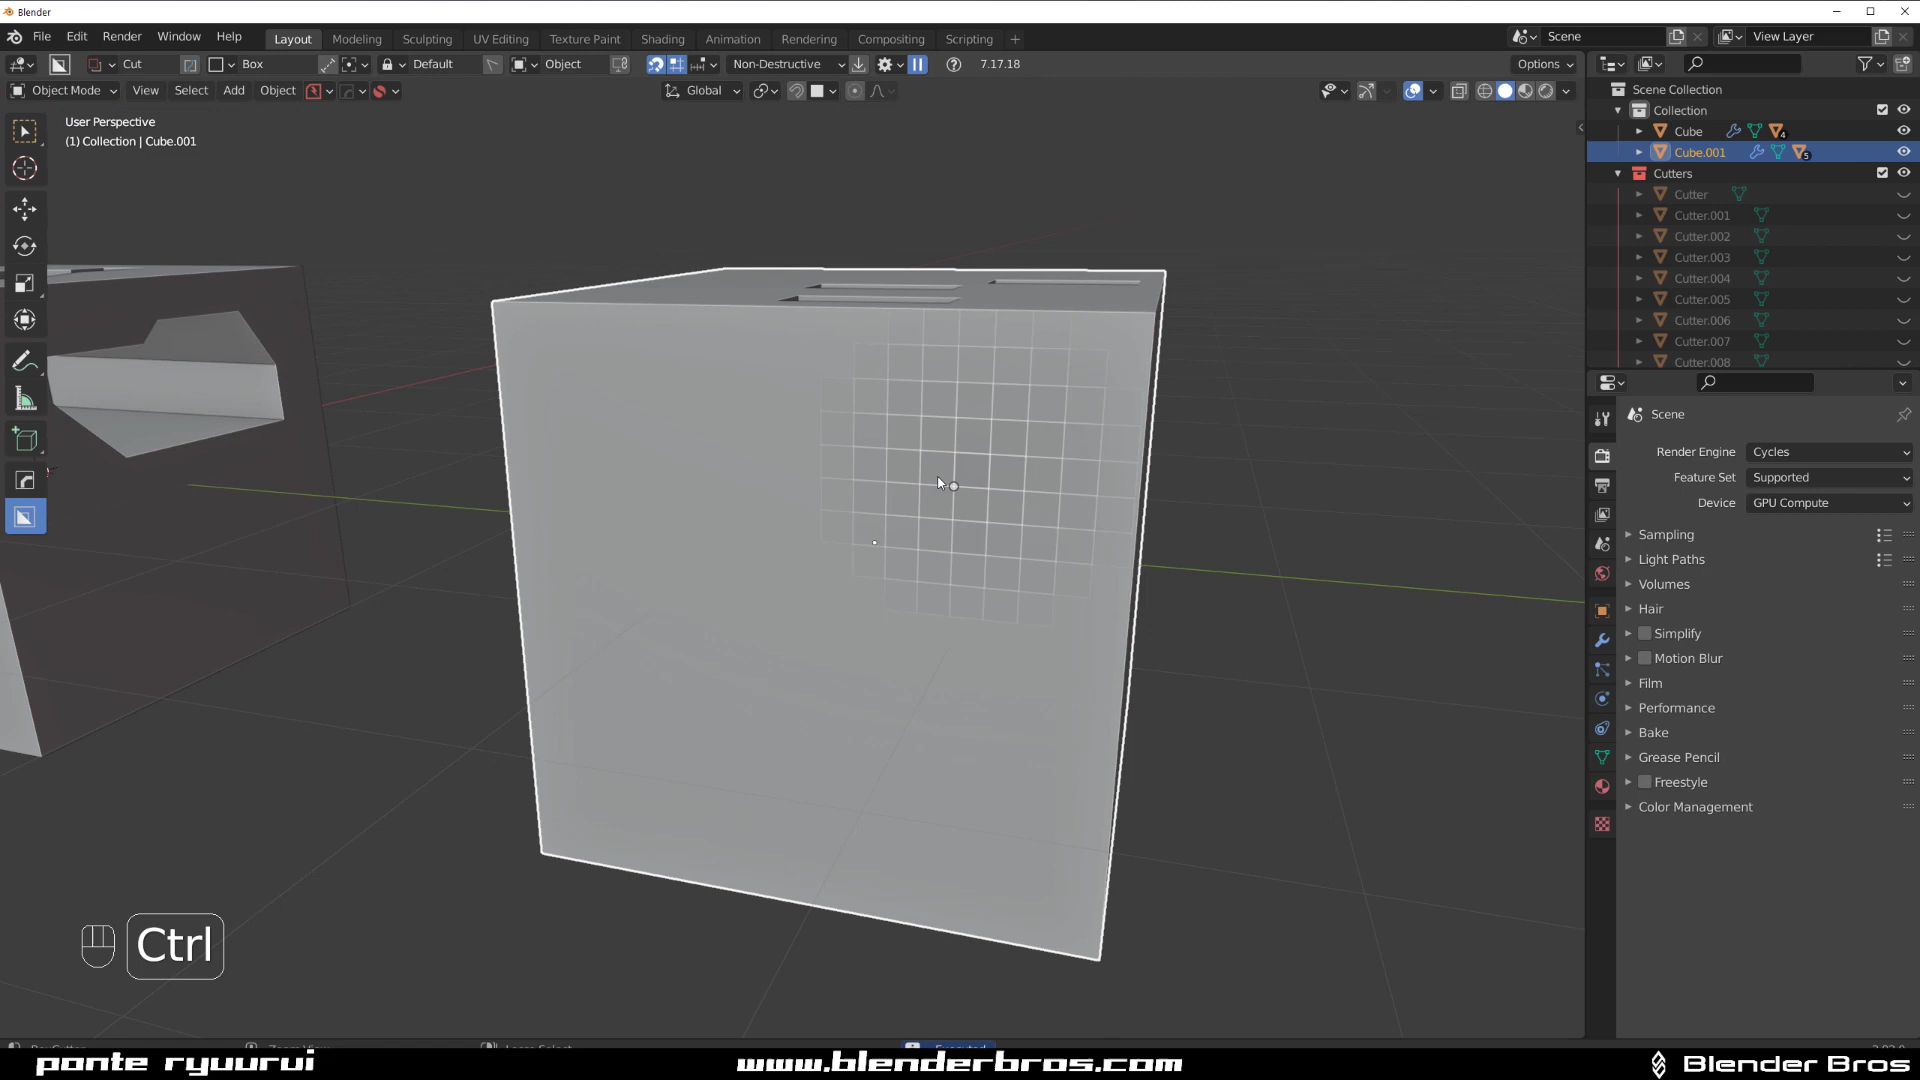 Blender
File Edit Render Window Help
Layout Modeling Sculpting UV Editing Texture Paint Shading Animation Rendering Compositing Scripting +
Scene
View Layer
Cut Box Default Object Non-Destructive 7.17.18 Options
Object Mode View Select Add Object Global
User Perspective
(1) Collection | Cube.001
Scene Collection
Collection
Cube 4
Cube.001 5
Cutters
Cutter
Cutter.001
Cutter.002
Cutter.003
Cutter.004
Cutter.005
Cutter.006
Cutter.007
Cutter.008
Scene
Render Engine Cycles
Feature Set Supported
Device GPU Compute
Sampling
Light Paths
Volumes
Hair
Simplify
Motion Blur
Film
Performance
Bake
Grease Pencil
Freestyle
Color Management
Ctrl
ponte ryuurui
www.blenderbros.com
Blender Bros